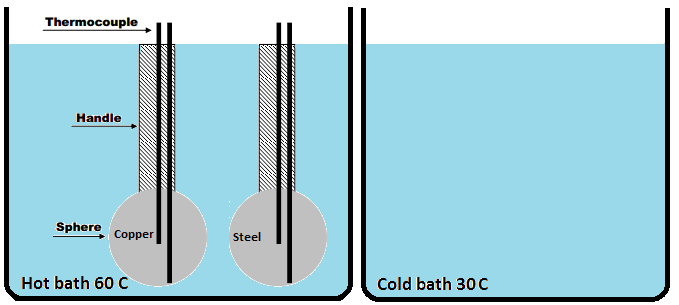 Thermocouple
Handle
Sphere
Copper
Steel
Hot bath 60 C
Cold bath 30 C